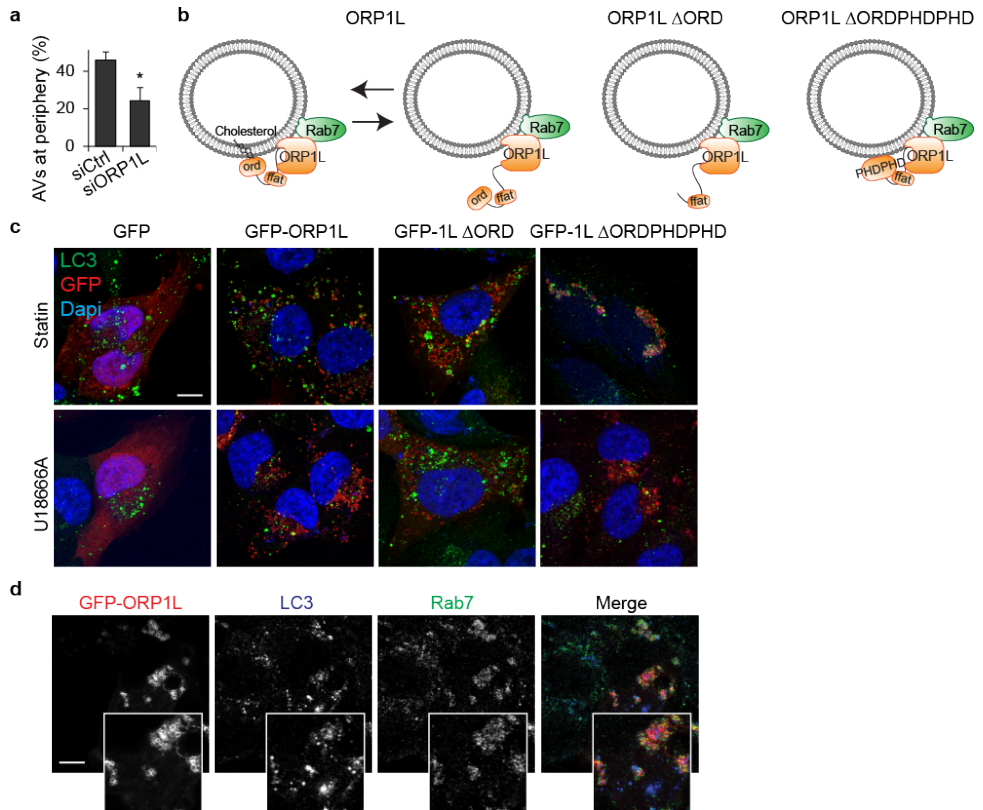 a
AVs at periphery (%)
40
20
0
*
siCtrl
siORP1L
b
ORP1L
ORP1L ΔORD
ORP1L ΔORDPHDPHD
Cholesterol
Rab7
ORP1L
ord
ffat
Rab7
ORP1L
ord
ffat
Rab7
ORP1L
ffat
Rab7
ORP1L
PHDPHD
ffat
c
GFP
GFP-ORP1L
GFP-1L ΔORD
GFP-1L ΔORDPHDPHD
LC3
GFP
Dapi
Statin
U18666A
d
GFP-ORP1L
LC3
Rab7
Merge